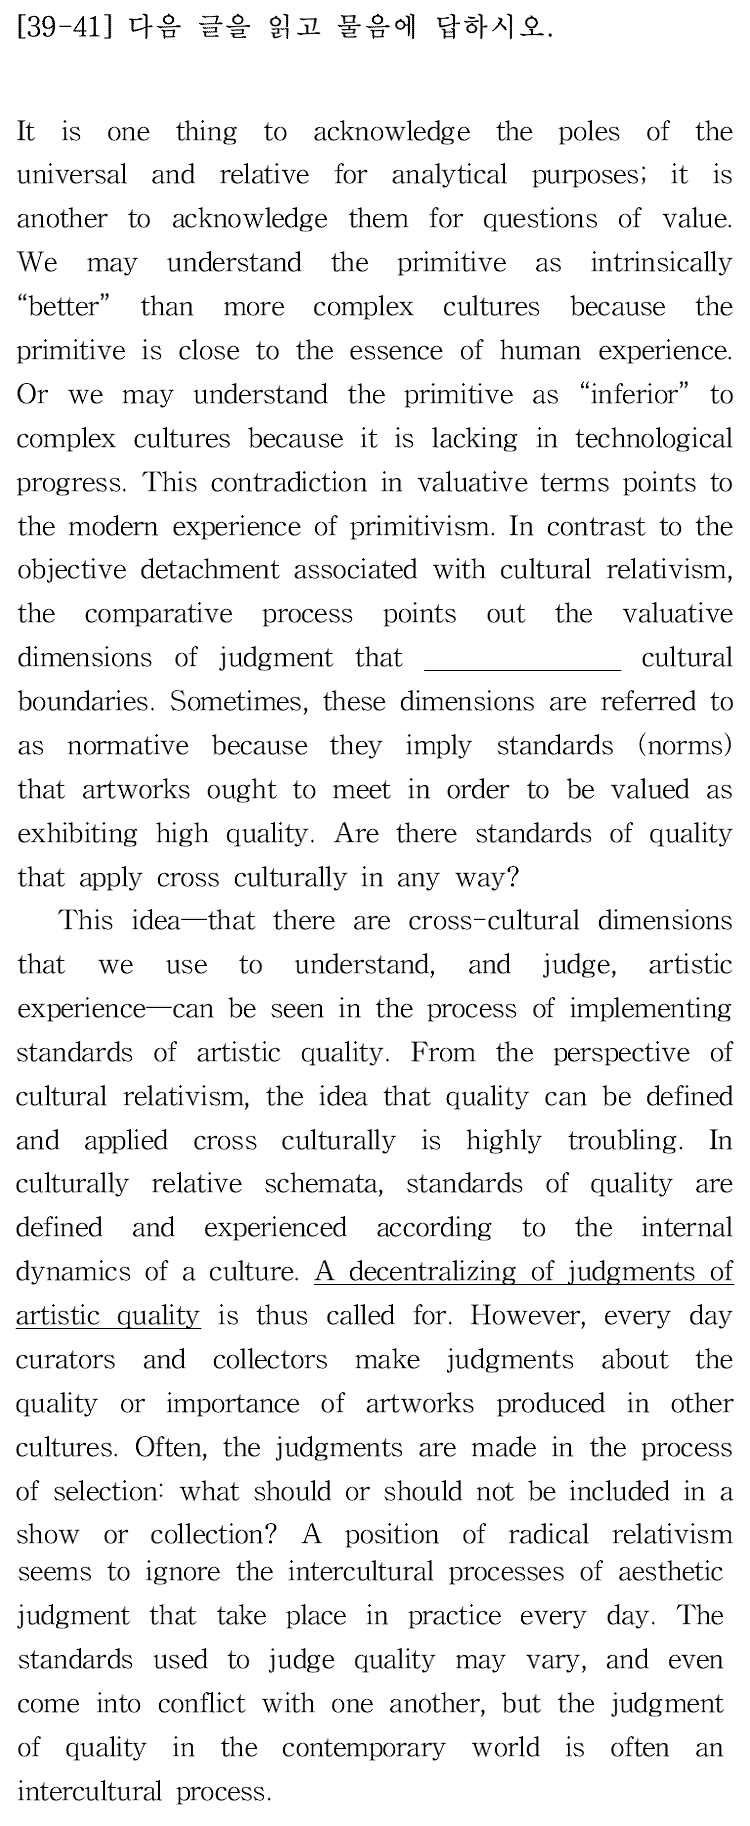 [39-41] 다음 글을 읽고 물음에 답하시오.
It is one thing to acknowledge the poles of the
universal and relative for analytical purposes; it is
another to acknowledge them for questions of value.
We may understand the primitive as intrinsically
“better” than more complex cultures because the
primitive is close to the essence of human experience.
Or we may understand the primitive as “inferior” to
complex cultures because it is lacking in technological
progress. This contradiction in valuative terms points to
the modern experience of primitivism. In contrast to the
objective detachment associated with cultural relativism,
the comparative process points out the valuative
dimensions of judgment that ______________ cultural
boundaries. Sometimes, these dimensions are referred to
as normative because they imply standards (norms)
that artworks ought to meet in order to be valued as
exhibiting high quality. Are there standards of quality
that apply cross culturally in any way?
This idea—that there are cross-cultural dimensions
that we use to understand, and judge, artistic
experience—can be seen in the process of implementing
standards of artistic quality. From the perspective of
cultural relativism, the idea that quality can be defined
and applied cross culturally is highly troubling. In
culturally relative schemata, standards of quality are
defined and experienced according to the internal
dynamics of a culture. A decentralizing of judgments of
artistic quality is thus called for. However, every day
curators and collectors make judgments about the
quality or importance of artworks produced in other
cultures. Often, the judgments are made in the process
of selection: what should or should not be included in a
show or collection? A position of radical relativism
seems to ignore the intercultural processes of aesthetic
judgment that take place in practice every day. The
standards used to judge quality may vary, and even
come into conflict with one another, but the judgment
of quality in the contemporary world is often an
intercultural process.